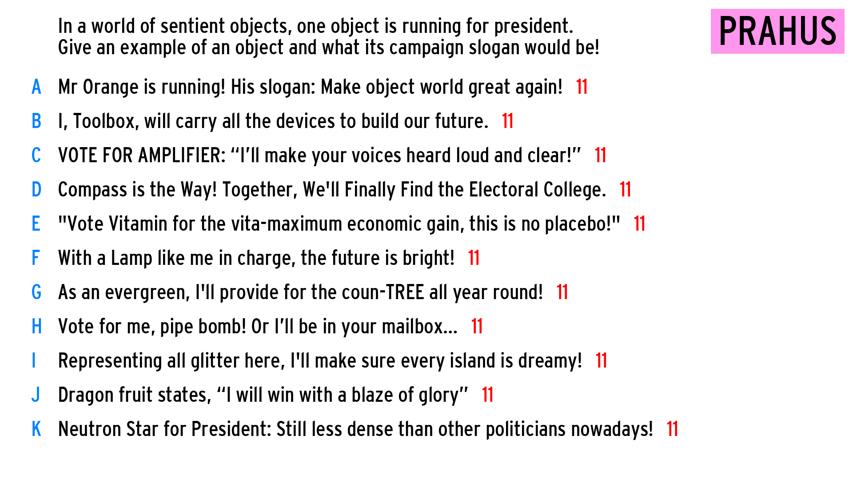 In a world of sentient objects, one object is running for president.
Give an example of an object and what its campaign slogan would be!
PRAHUS
A Mr Orange is running! His slogan: Make object world great again! 11
B I, Toolbox, will carry all the devices to build our future. 11
C VOTE FOR AMPLIFIER: “I’ll make your voices heard loud and clear!” 11
D Compass is the Way! Together, We'll Finally Find the Electoral College. 11
E "Vote Vitamin for the vita-maximum economic gain, this is no placebo!" 11
F With a Lamp like me in charge, the future is bright! 11
G As an evergreen, I'll provide for the coun-TREE all year round! 11
H Vote for me, pipe bomb! Or I’ll be in your mailbox... 11
I Representing all glitter here, I'll make sure every island is dreamy! 11
J Dragon fruit states, “I will win with a blaze of glory” 11
K Neutron Star for President: Still less dense than other politicians nowadays! 11